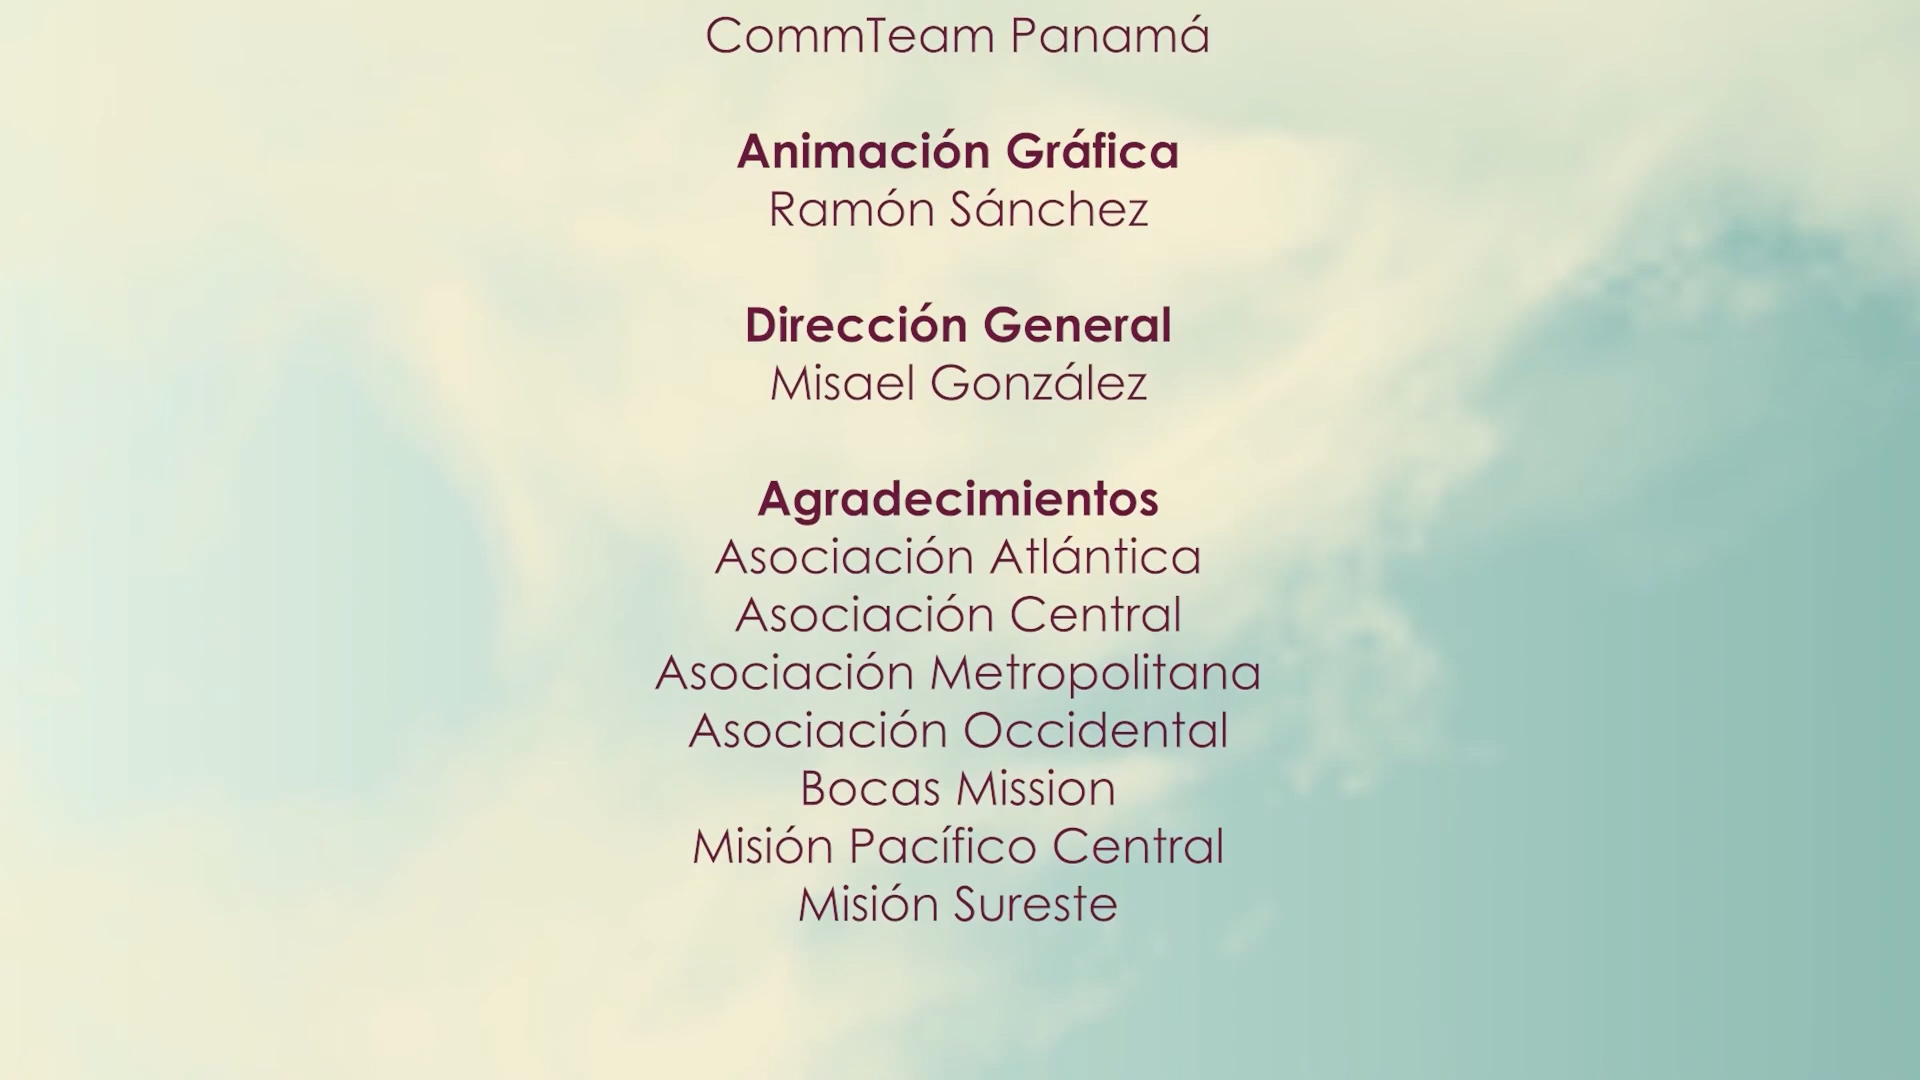 CommTeam Panamá
Animación Gráfica
Ramón Sánchez
Dirección General
Misael González
Agradecimientos
Asociación Atlántica
Asociación Central
Asociación Metropolitana
Asociación Occidental
Bocas Mission
Misión Pacífico Central
Misión Sureste